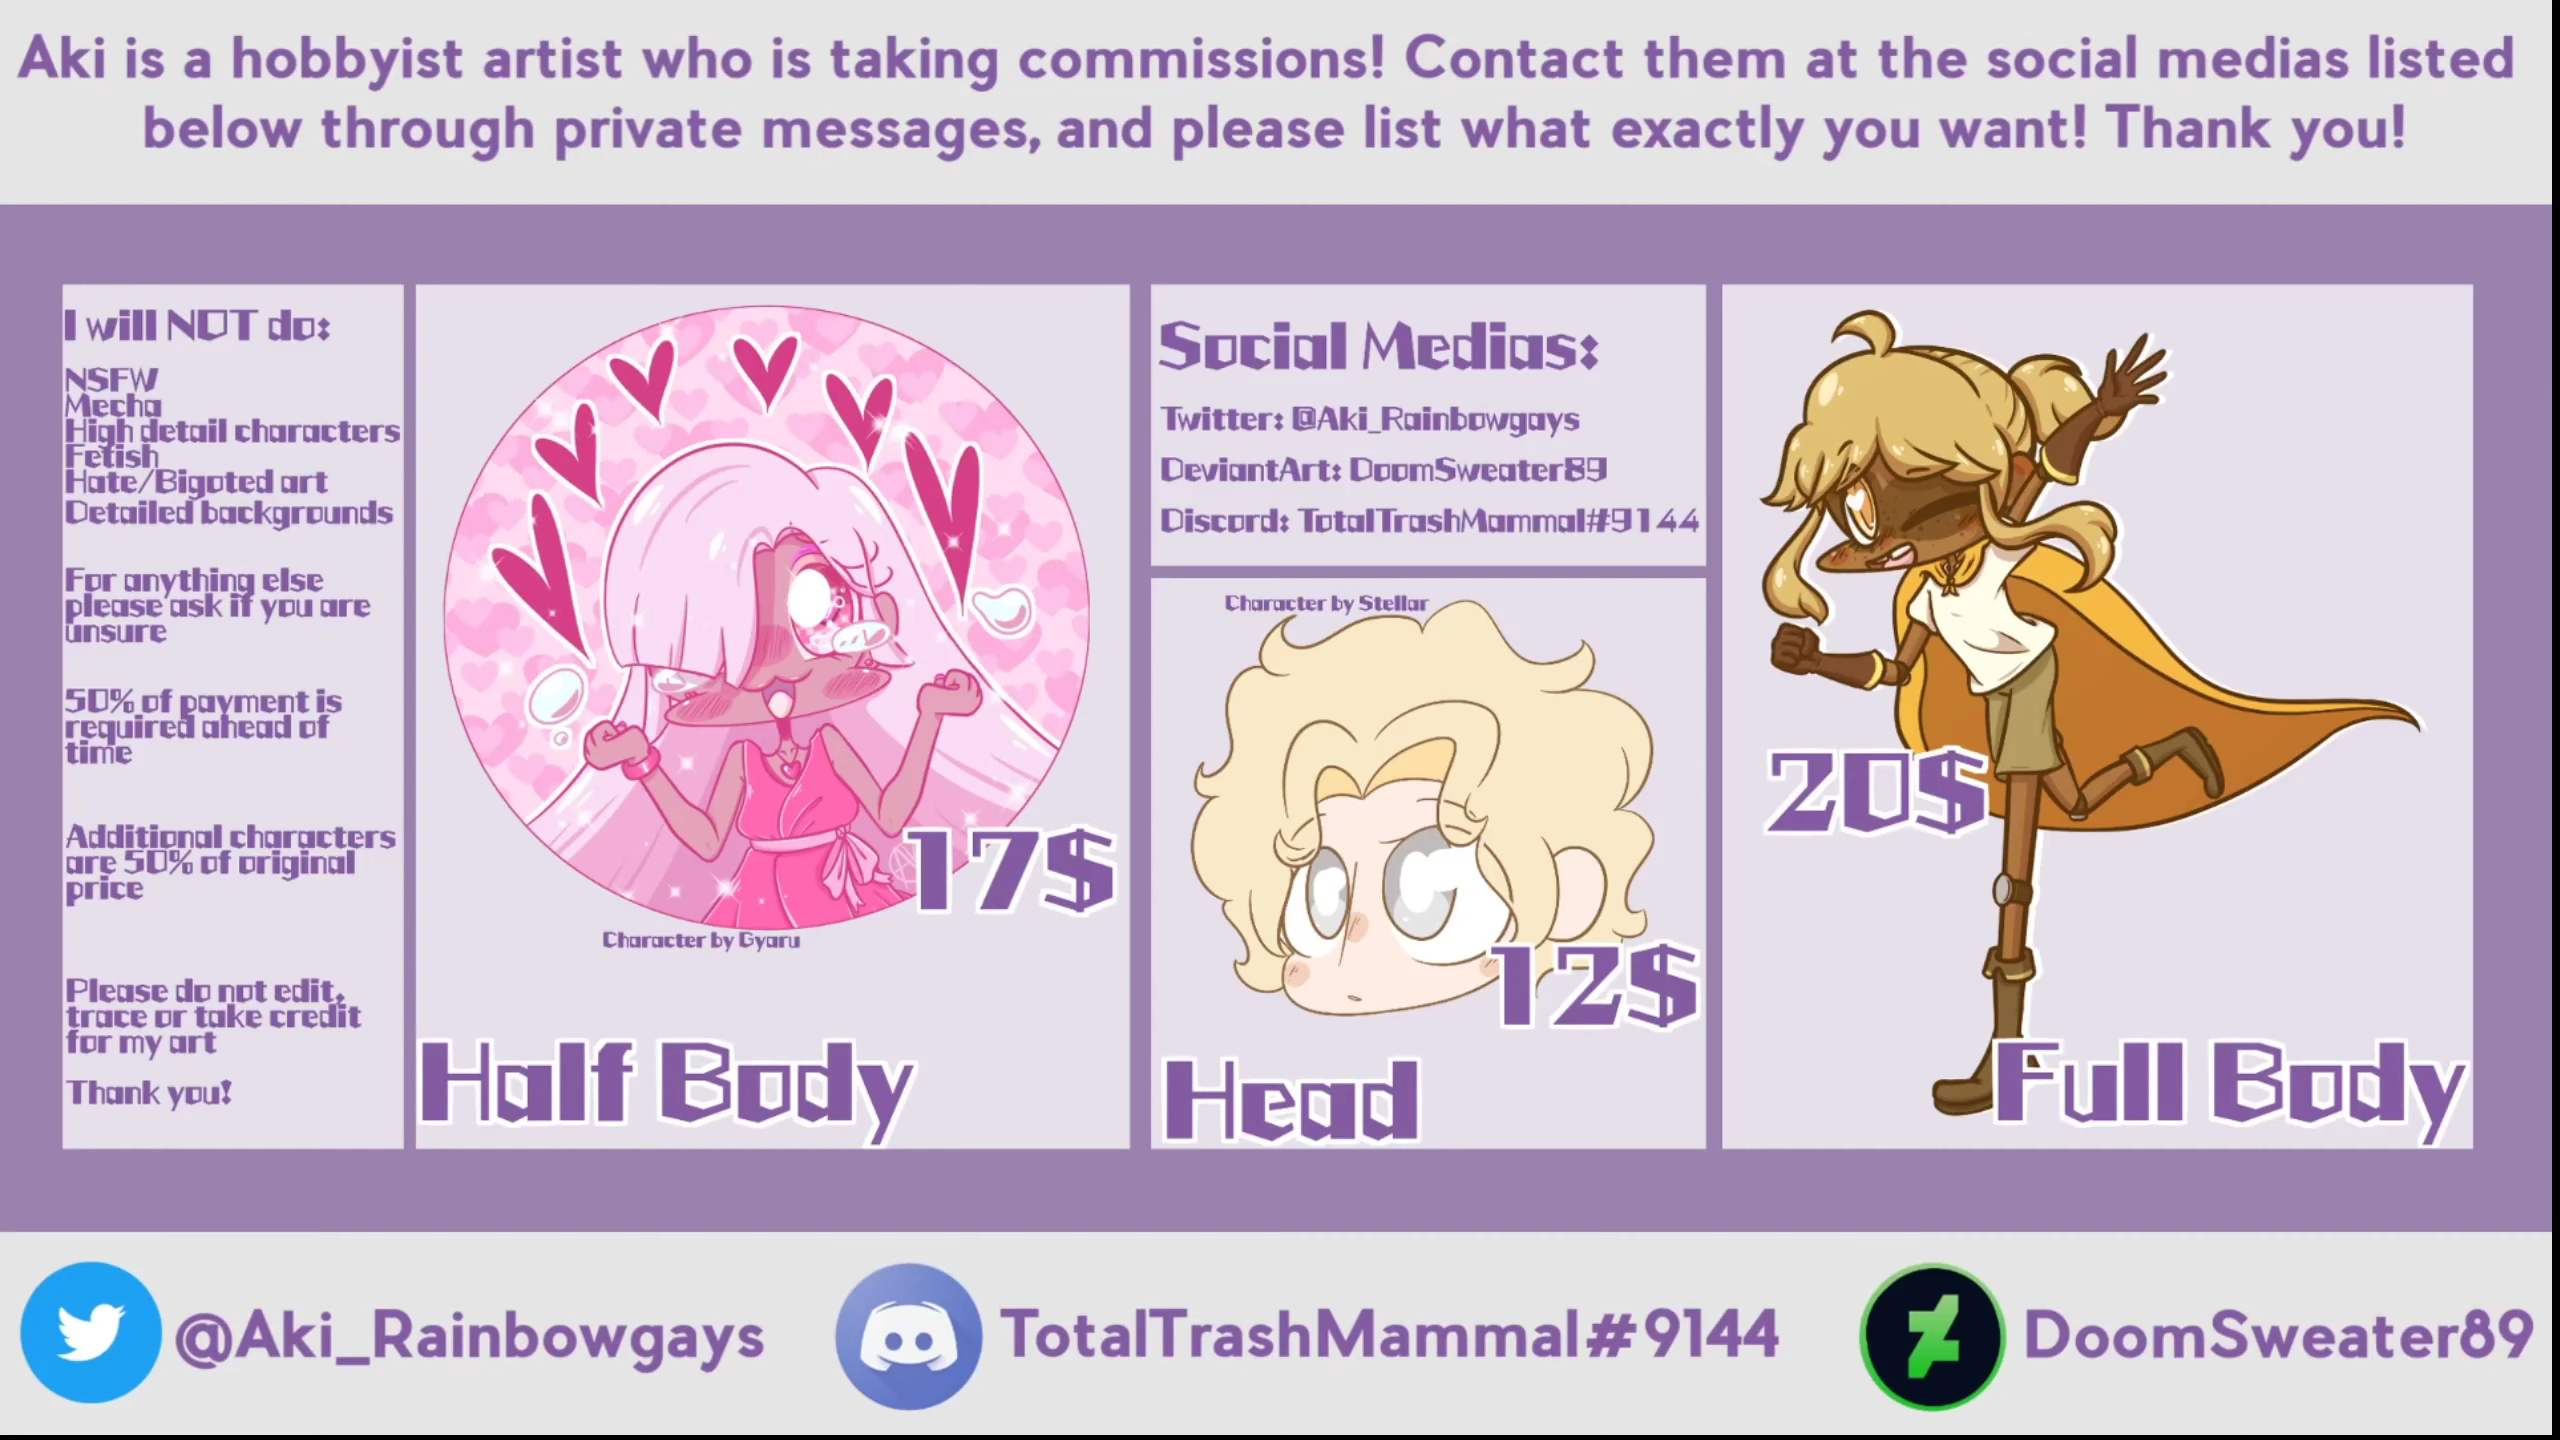 Aki is a hobbyist artist who is taking commissions! Contact them at the social medias listed
below through private messages, and please list what exactly you want! Thank you!
I will NOT do:
NSFW
Mecha
High detail characters
Fetish
Hate/Bigoted art
Detailed backgrounds
For anything else
please ask if you are
unsure
50% of payment is
required ahead of
time
Additional characters
are 50% of original
price
Please do not edit,
trace or take credit
for my art
Thank you!
17$
Character by Gyaru
Half Body
Social Medias:
Twitter: @Aki_Rainbowgays
DeviantArt: DoomSweater89
Discord: TotalTrashMammal#9144
Character by Stellar
12$
Head
20$
Full Body
@Aki_Rainbowgays
TotalTrashMammal#9144
DoomSweater89